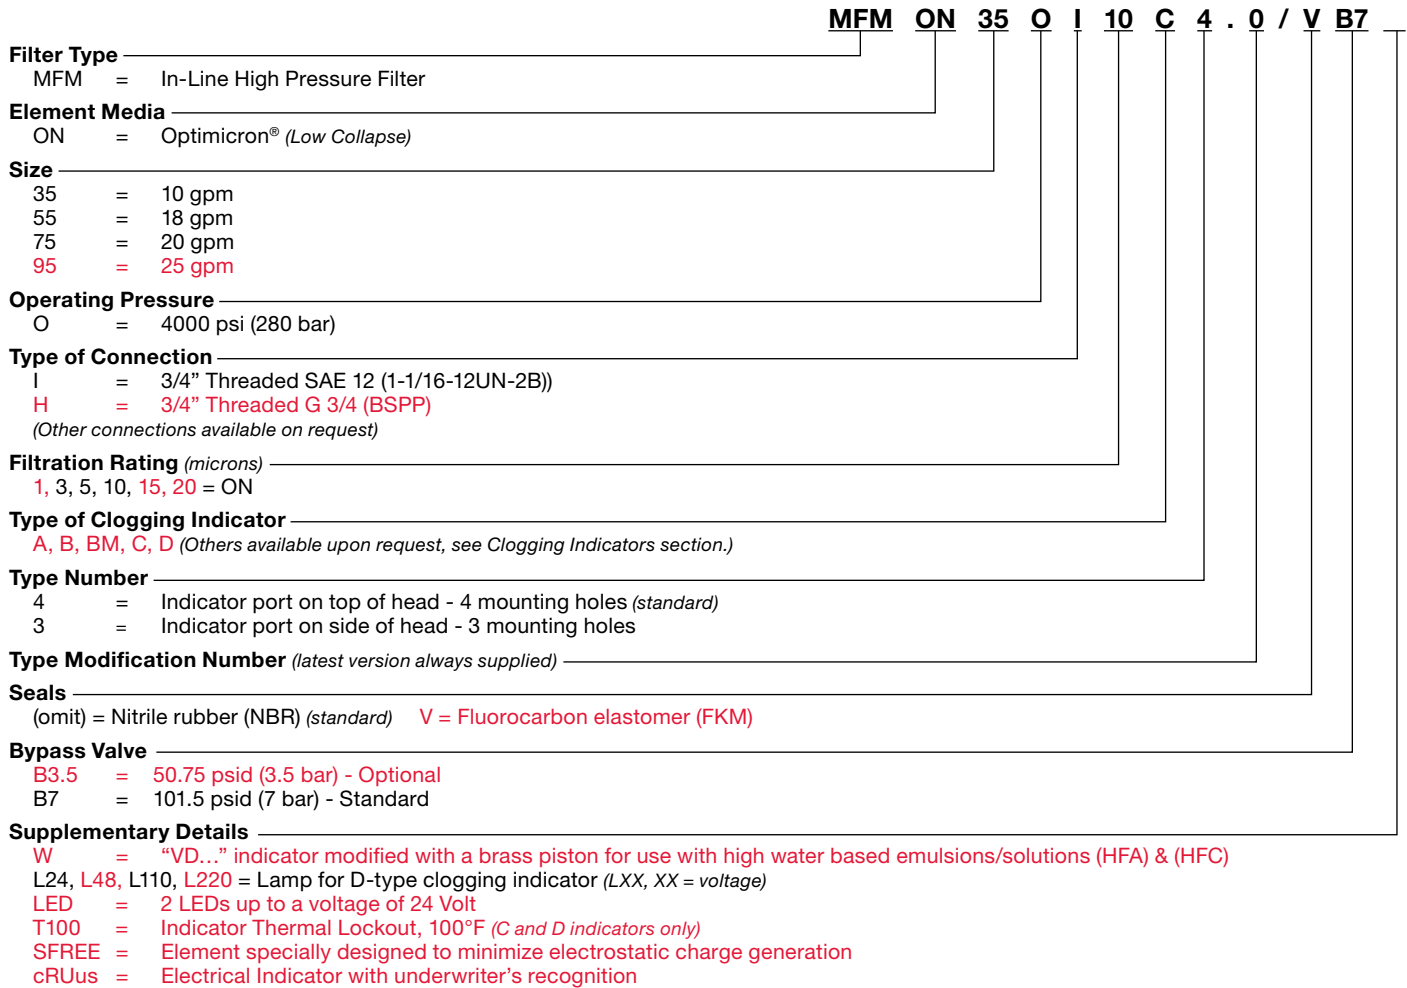 MFM ON 35 O I 10 C 4 . 0 / V B7
Filter Type
MFM = In-Line High Pressure Filter
Element Media
ON = Optimicron® (Low Collapse)
Size
35 = 10 gpm
55 = 18 gpm
75 = 20 gpm
95 = 25 gpm
Operating Pressure
O = 4000 psi (280 bar)
Type of Connection
I = 3/4” Threaded SAE 12 (1-1/16-12UN-2B))
H = 3/4” Threaded G 3/4 (BSPP)
(Other connections available on request)
Filtration Rating (microns)
1, 3, 5, 10, 15, 20 = ON
Type of Clogging Indicator
A, B, BM, C, D (Others available upon request, see Clogging Indicators section.)
Type Number
4 = Indicator port on top of head - 4 mounting holes (standard)
3 = Indicator port on side of head - 3 mounting holes
Type Modification Number (latest version always supplied)
Seals
(omit) = Nitrile rubber (NBR) (standard) V = Fluorocarbon elastomer (FKM)
Bypass Valve
B3.5 = 50.75 psid (3.5 bar) - Optional
B7 = 101.5 psid (7 bar) - Standard
Supplementary Details
W = “VD…” indicator modified with a brass piston for use with high water based emulsions/solutions (HFA) & (HFC)
L24, L48, L110, L220 = Lamp for D-type clogging indicator (LXX, XX = voltage)
LED = 2 LEDs up to a voltage of 24 Volt
T100 = Indicator Thermal Lockout, 100°F (C and D indicators only)
SFREE = Element specially designed to minimize electrostatic charge generation
cRUus = Electrical Indicator with underwriter’s recognition